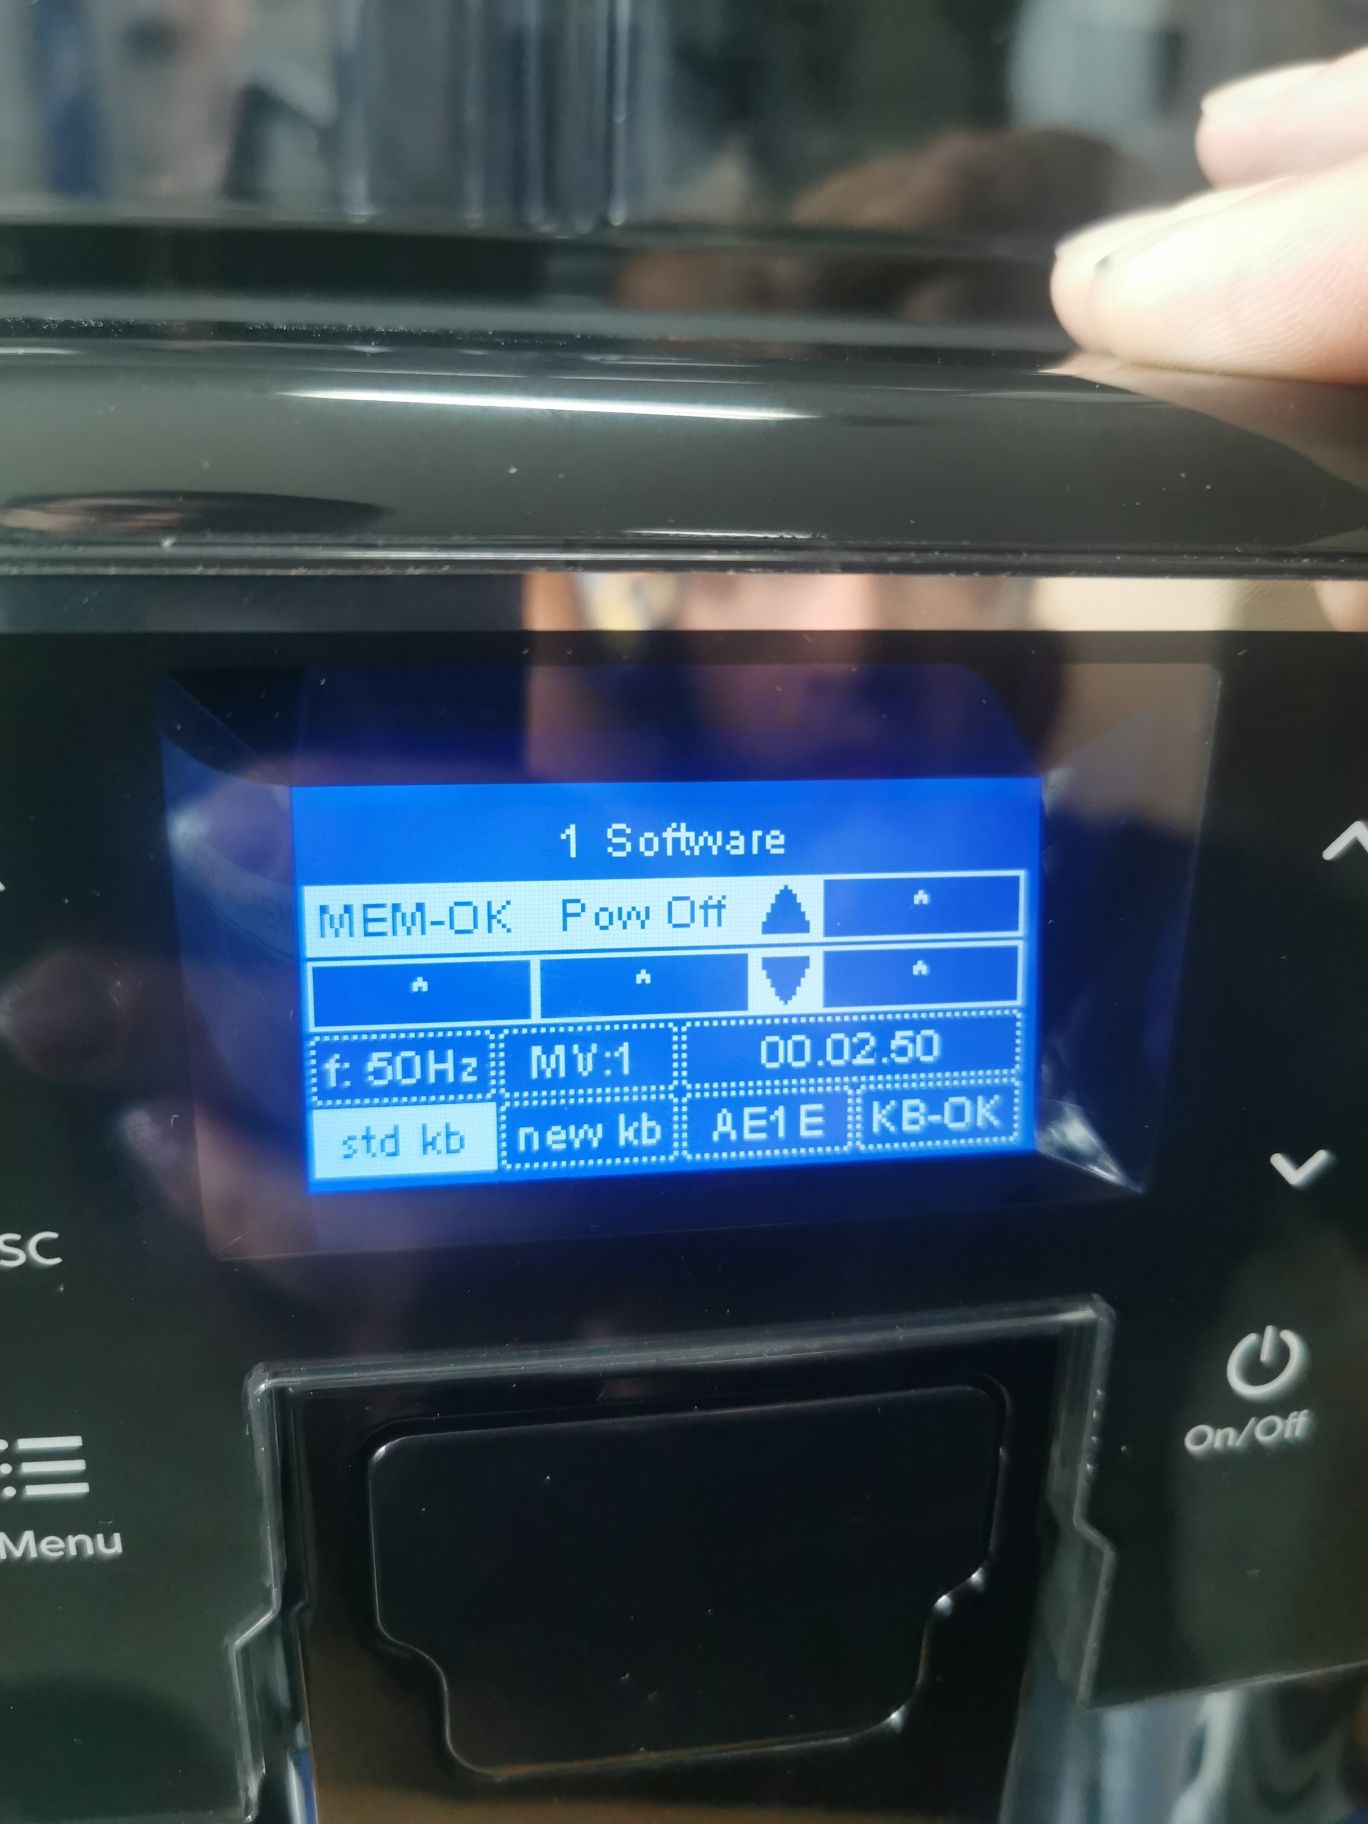 1 Software
MEM-OK Pow Off
f: 50Hz MV:1 00.02.50
std kb new kb AE1E KB-OK
SC
On/Off
Menu